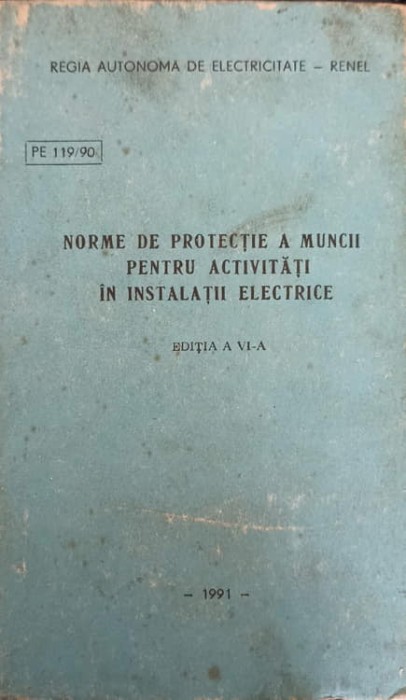 REGIA AUTONOMA DE ELECTRICITATE – RENEL
PE 119/90
NORME DE PROTECȚIE A MUNCII
PENTRU ACTIVITĂȚI
ÎN INSTALAȚII ELECTRICE
EDIȚIA A VI-A
– 1991 –